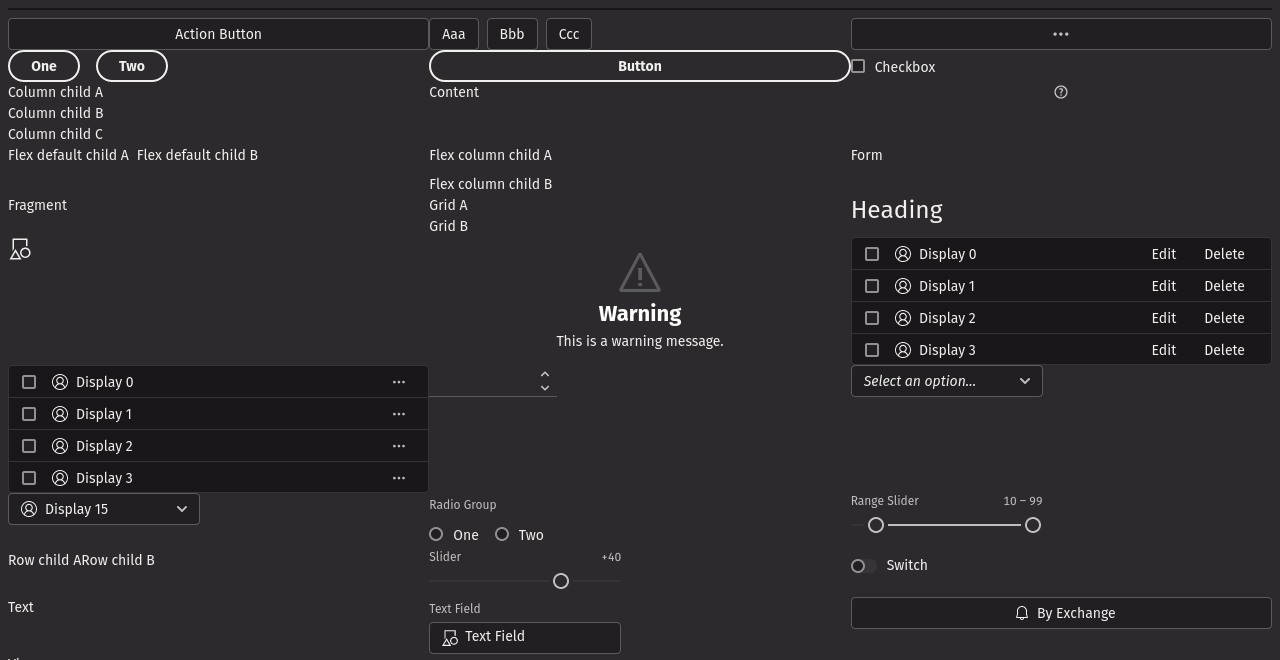 Action Button
Aaa
Bbb
Ccc
One
Two
Button
Checkbox
Column child A
Column child B
Column child C
Content
Flex default child A Flex default child B
Flex column child A
Flex column child B
Form
Fragment
Grid A
Grid B
Heading
Warning
This is a warning message.
Display 0 Edit Delete
Display 1 Edit Delete
Display 2 Edit Delete
Display 3 Edit Delete
Display 0
Display 1
Display 2
Display 3
Select an option...
Display 15
Radio Group
One Two
Range Slider 10 – 99
Row child ARow child B
Slider +40
Switch
Text
Text Field
Text Field
By Exchange